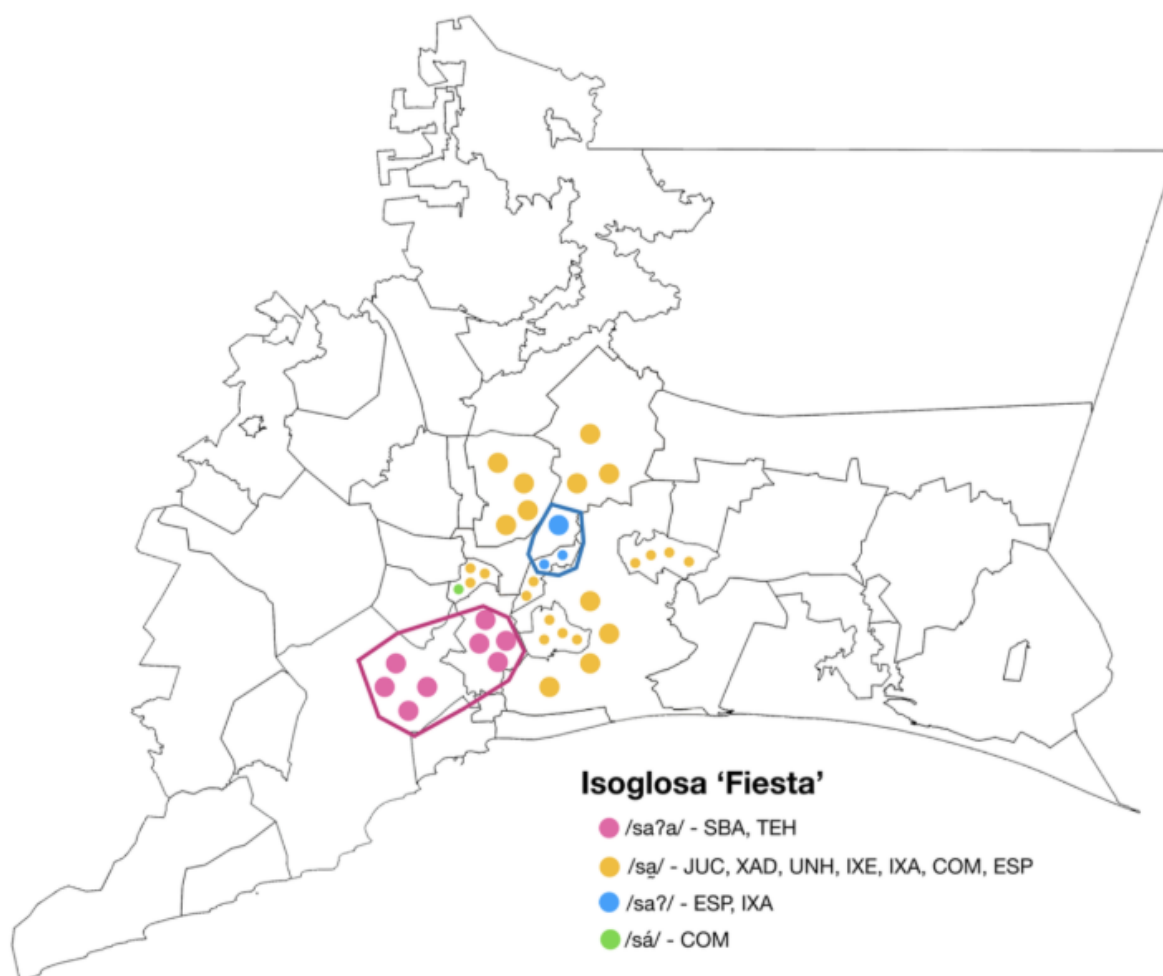 Isoglosa ‘Fiesta’
/saʔa/ - SBA, TEH
/sa̰/ - JUC, XAD, UNH, IXE, IXA, COM, ESP
/saʔ/ - ESP, IXA
/sá/ - COM